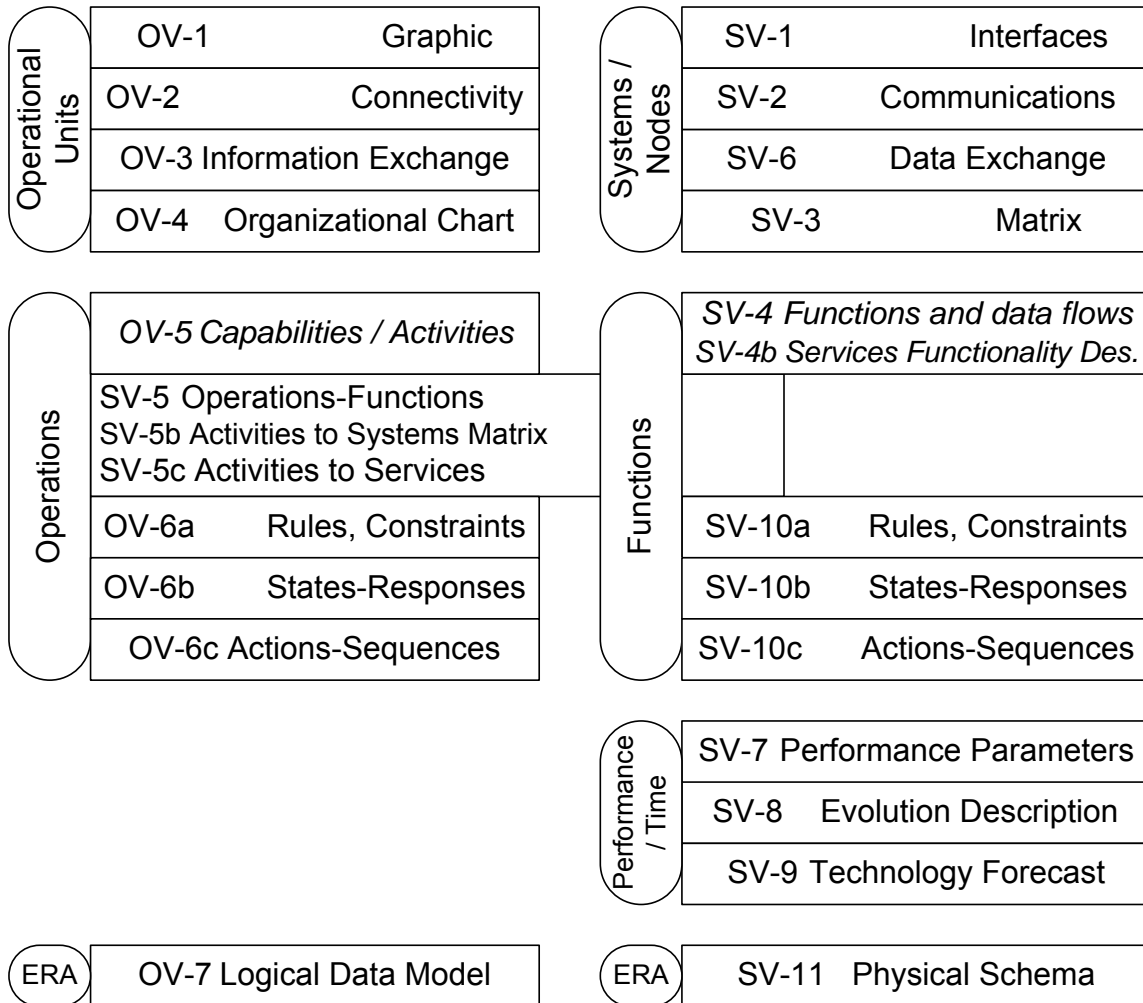 Operational
Units
OV-1 Graphic
OV-2 Connectivity
OV-3 Information Exchange
OV-4 Organizational Chart
Systems /
Nodes
SV-1 Interfaces
SV-2 Communications
SV-6 Data Exchange
SV-3 Matrix
Operations
OV-5 Capabilities / Activities
SV-5 Operations-Functions
SV-5b Activities to Systems Matrix
SV-5c Activities to Services
OV-6a Rules, Constraints
OV-6b States-Responses
OV-6c Actions-Sequences
Functions
SV-4 Functions and data flows
SV-4b Services Functionality Des.
SV-10a Rules, Constraints
SV-10b States-Responses
SV-10c Actions-Sequences
Performance
/ Time
SV-7 Performance Parameters
SV-8 Evolution Description
SV-9 Technology Forecast
ERA
OV-7 Logical Data Model
ERA
SV-11 Physical Schema